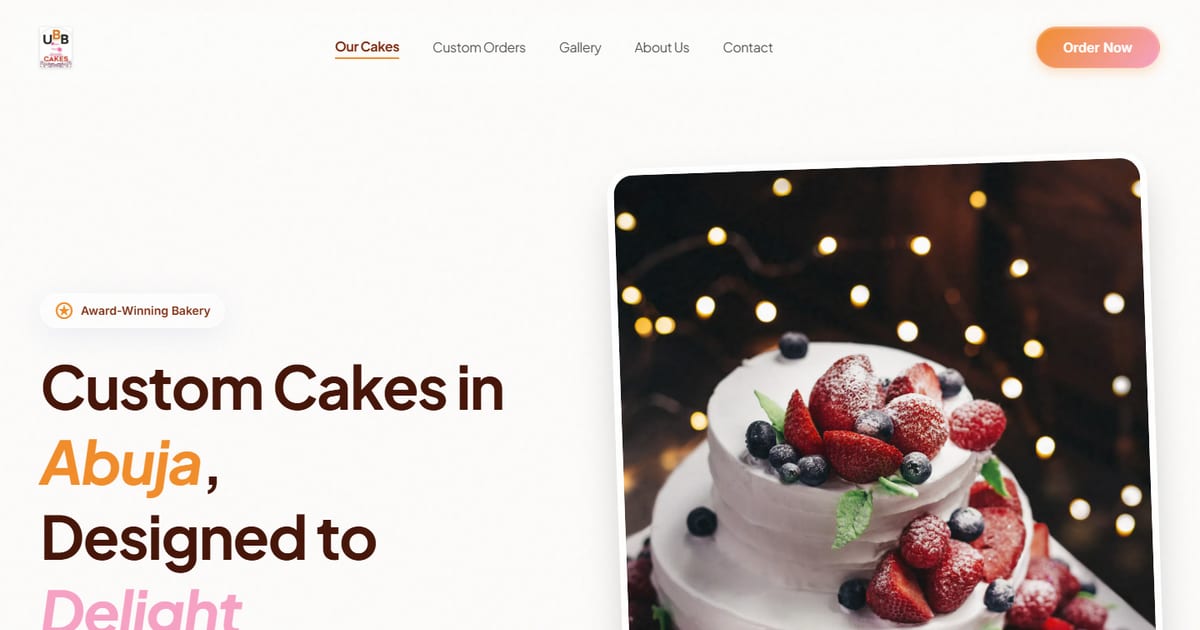 UBB
CAKES
Our Cakes
Custom Orders
Gallery
About Us
Contact
Order Now
Award-Winning Bakery
Custom Cakes in
Abuja,
Designed to
Delight